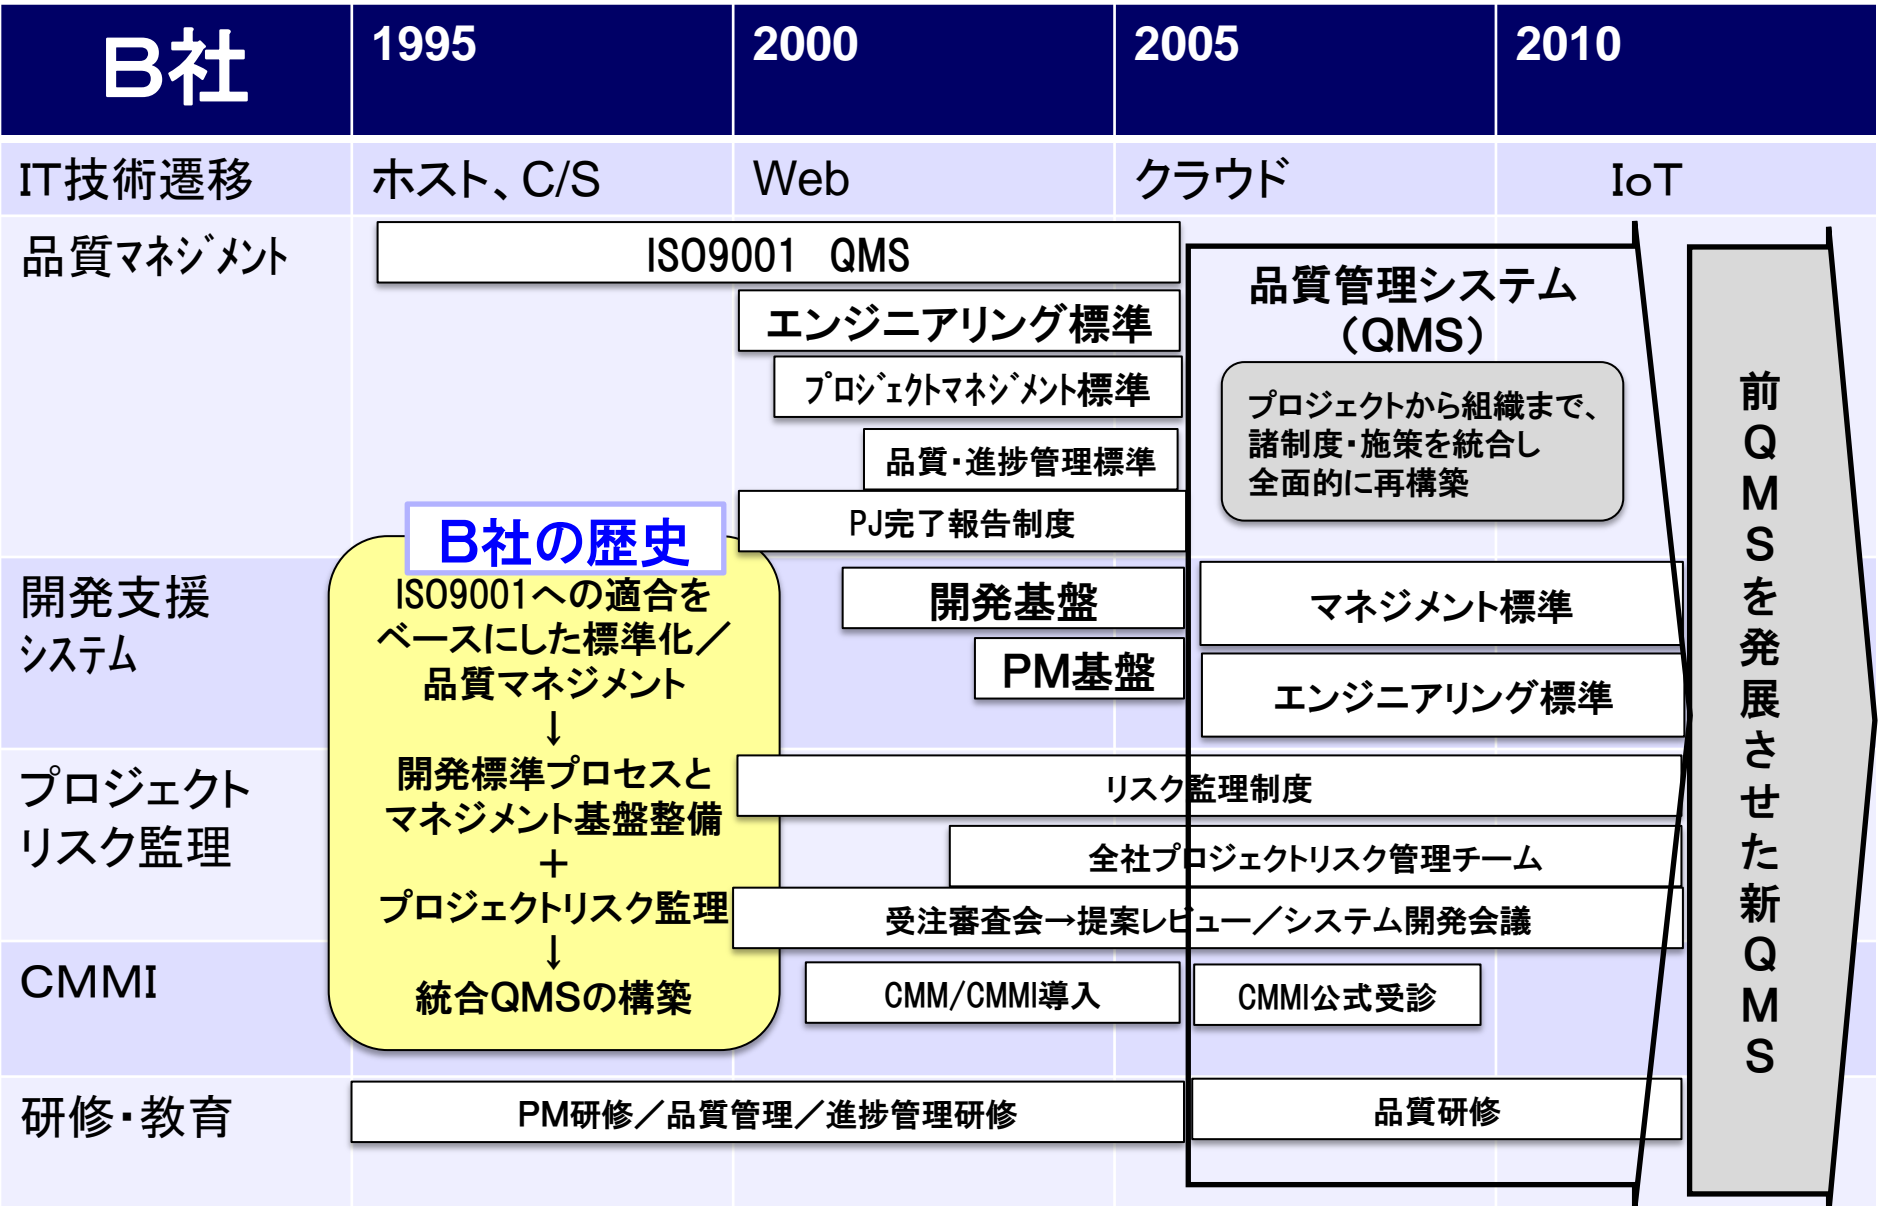 B社
1995
2000
2005
2010
IT技術遷移
ホスト、C/S
Web
クラウド
IoT
品質ﾏﾈｼﾞﾒﾝﾄ
ISO9001 QMS
エンジニアリング標準
ﾌﾟﾛｼﾞｪｸﾄﾏﾈｼﾞﾒﾝﾄ標準
品質・進捗管理標準
PJ完了報告制度
品質管理システム
（QMS）
プロジェクトから組織まで、
諸制度・施策を統合し
全面的に再構築
前QMSを発展させた新QMS
B社の歴史
ISO9001への適合を
ベースにした標準化／
品質マネジメント
↓
開発標準プロセスと
マネジメント基盤整備
＋
プロジェクトリスク監理
↓
統合QMSの構築
開発支援
ｼｽﾃﾑ
開発基盤
PM基盤
マネジメント標準
エンジニアリング標準
プロジェクト
リスク監理
リスク監理制度
全社プロジェクトリスク管理チーム
受注審査会→提案レビュー／システム開発会議
CMMI
CMM/CMMI導入
CMMI公式受診
研修・教育
PM研修／品質管理／進捗管理研修
品質研修